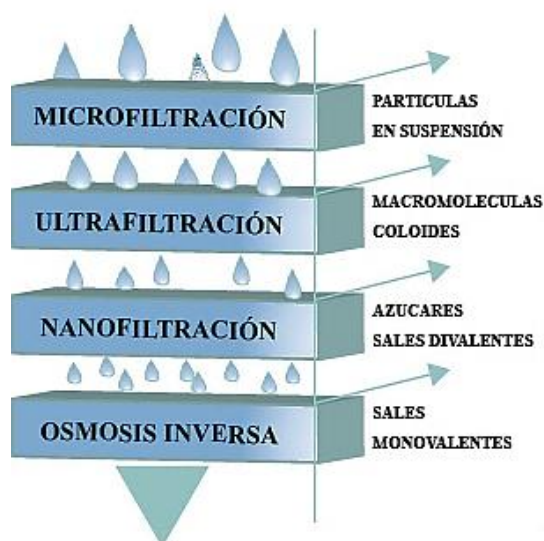 MICROFILTRACIÓN
PARTICULAS
EN SUSPENSIÓN
ULTRAFILTRACIÓN
MACROMOLECULAS
COLOIDES
NANOFILTRACIÓN
AZUCARES
SALES DIVALENTES
OSMOSIS INVERSA
SALES
MONOVALENTES